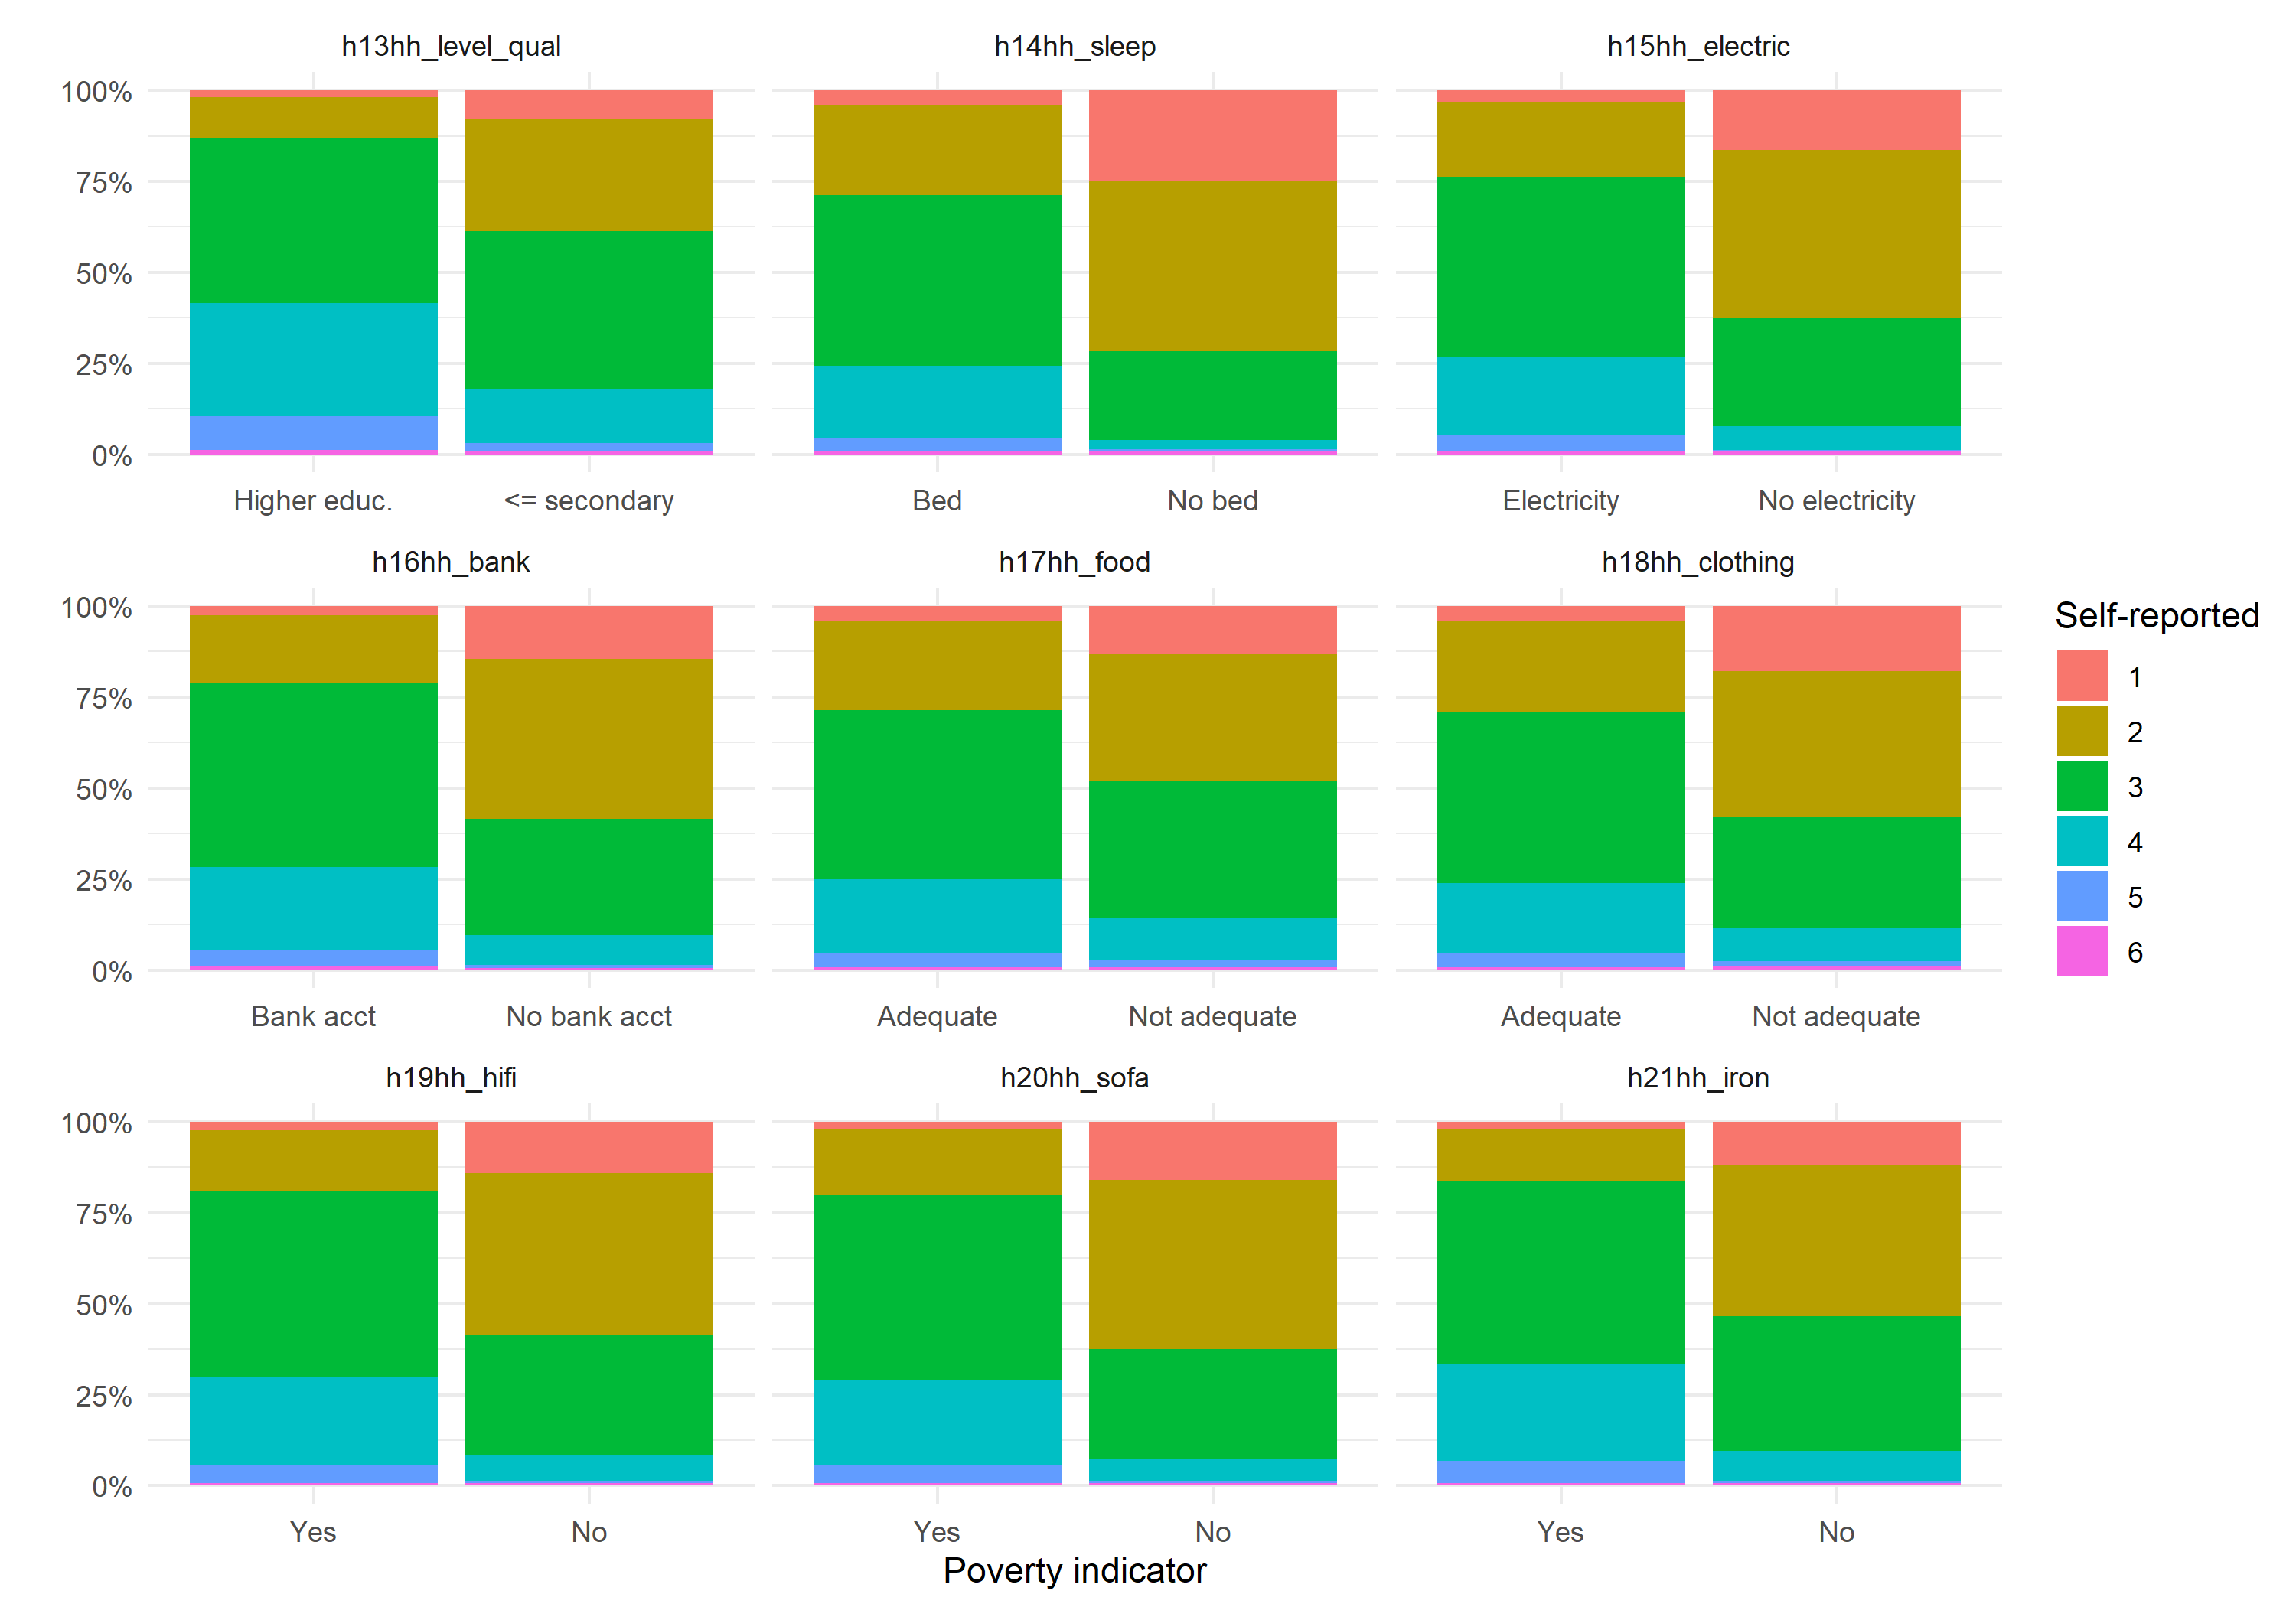 h13hh_level_qual h14hh_sleep h15hh_electric
100%
75%
50%
25%
0%
Higher educ. <= secondary Bed No bed Electricity No electricity
h16hh_bank h17hh_food h18hh_clothing
100%
75%
50%
25%
0%
Bank acct No bank acct Adequate Not adequate Adequate Not adequate
h19hh_hifi h20hh_sofa h21hh_iron
100%
75%
50%
25%
0%
Yes No Yes No Yes No
Poverty indicator
Self-reported
1
2
3
4
5
6